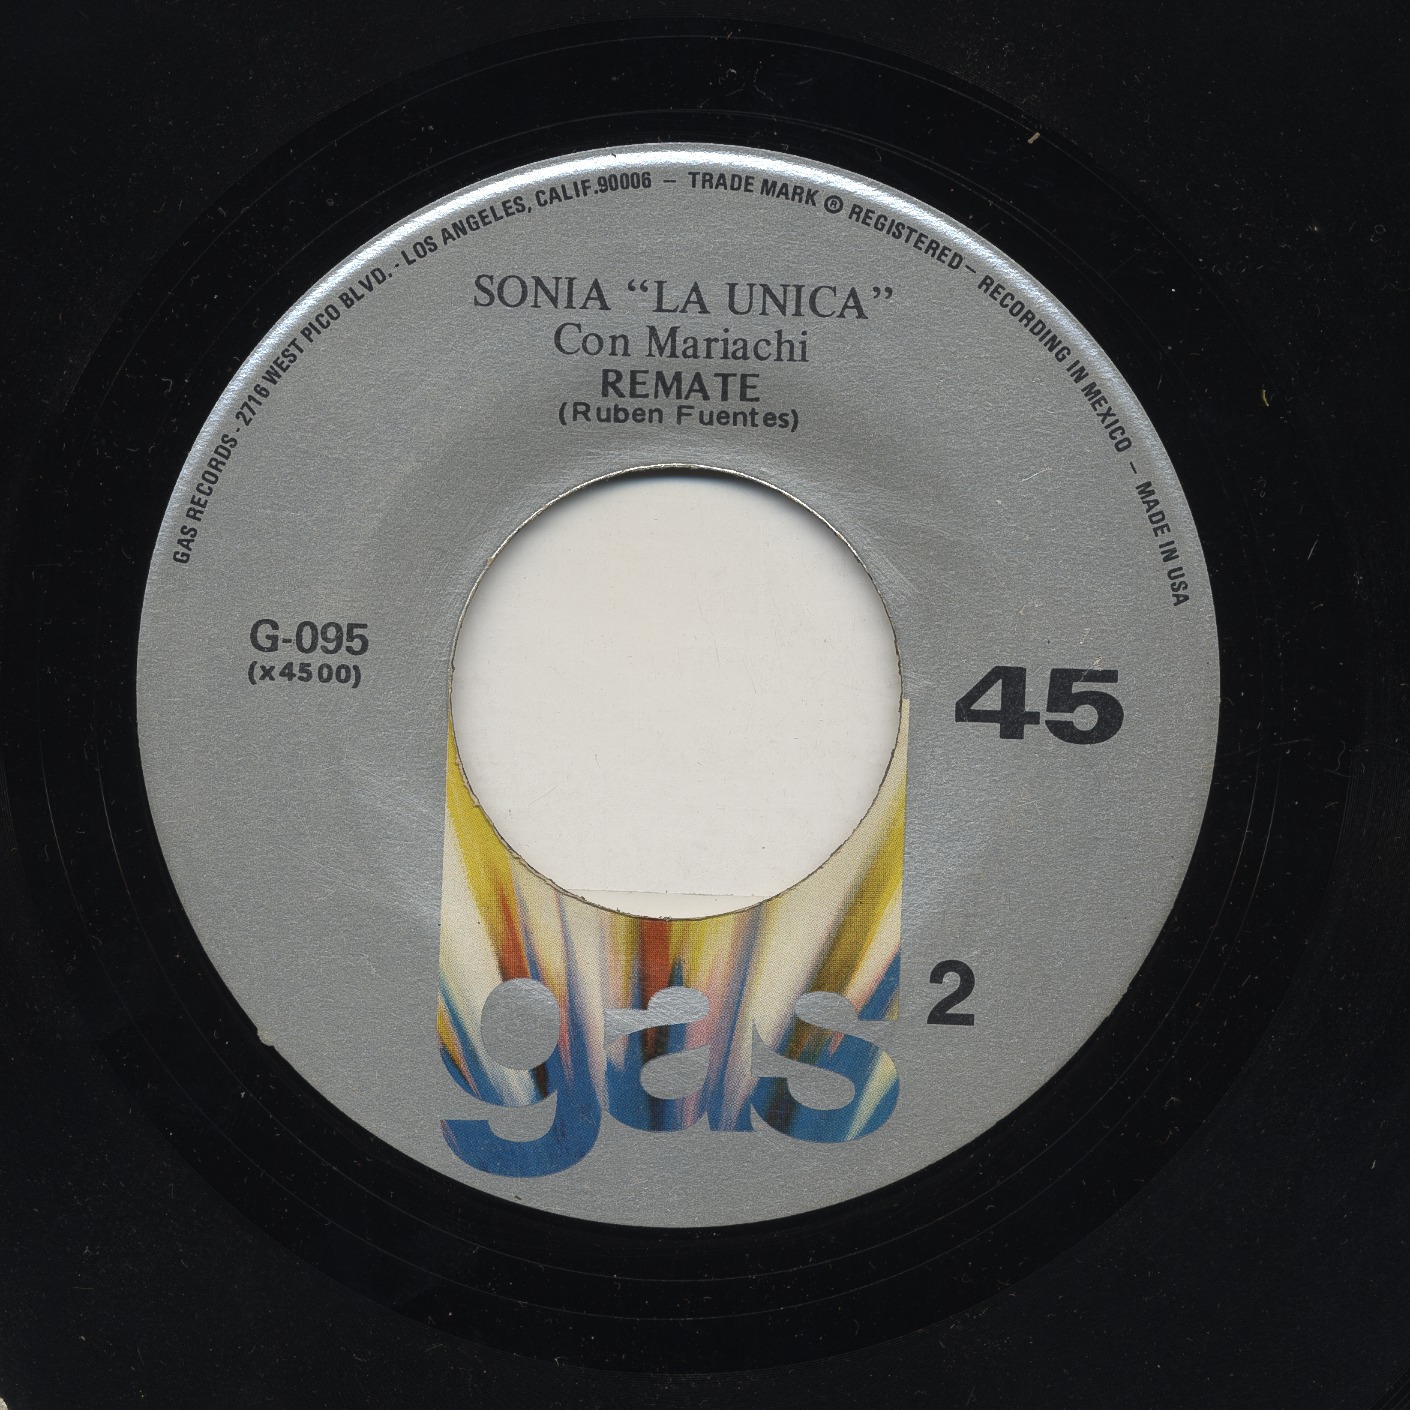 GAS RECORDS - 2716 WEST PICO BLVD. - LOS ANGELES, CALIF. 90006 – TRADE MARK ® REGISTERED – RECORDING IN MEXICO – MADE IN USA
SONIA “LA UNICA”
Con Mariachi
REMATE
(Ruben Fuentes)
G-095
(x4500)
45
2
gas